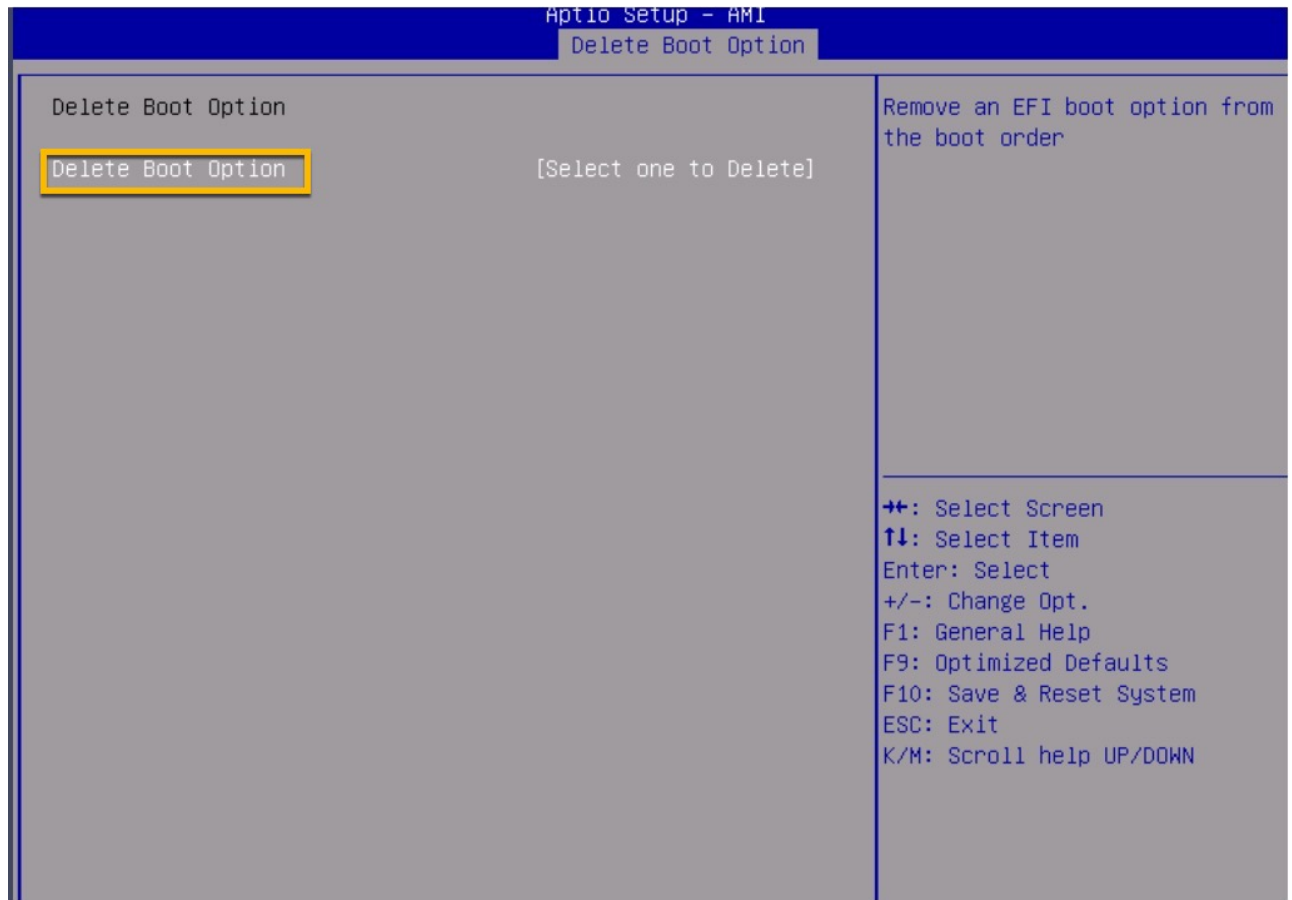 Aptio Setup - AMI
Delete Boot Option
Delete Boot Option
Delete Boot Option [Select one to Delete]
Remove an EFI boot option from
the boot order
→←: Select Screen
↑↓: Select Item
Enter: Select
+/-: Change Opt.
F1: General Help
F9: Optimized Defaults
F10: Save & Reset System
ESC: Exit
K/M: Scroll help UP/DOWN